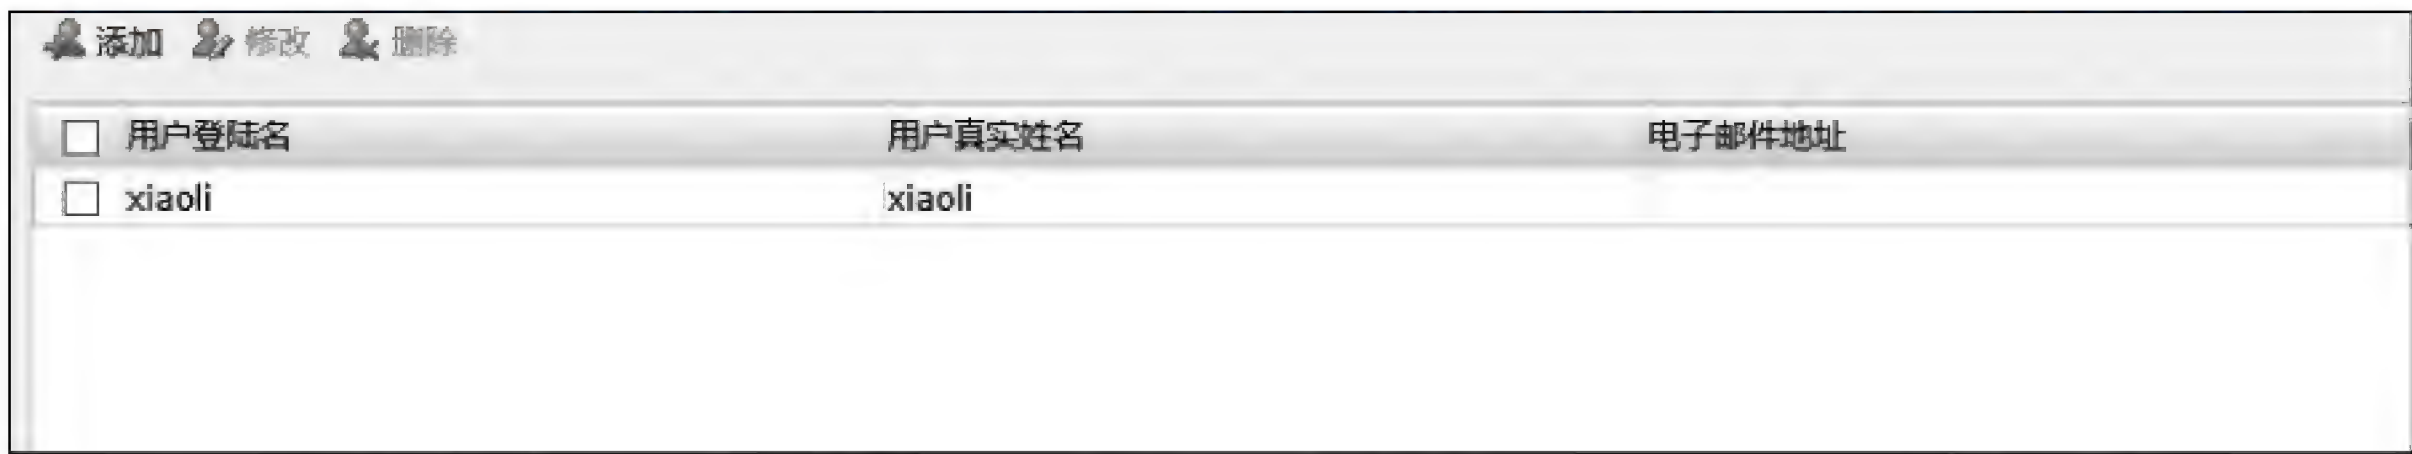 添加 修改 删除
用户登陆名 用户真实姓名 电子邮件地址
xiaoli xiaoli